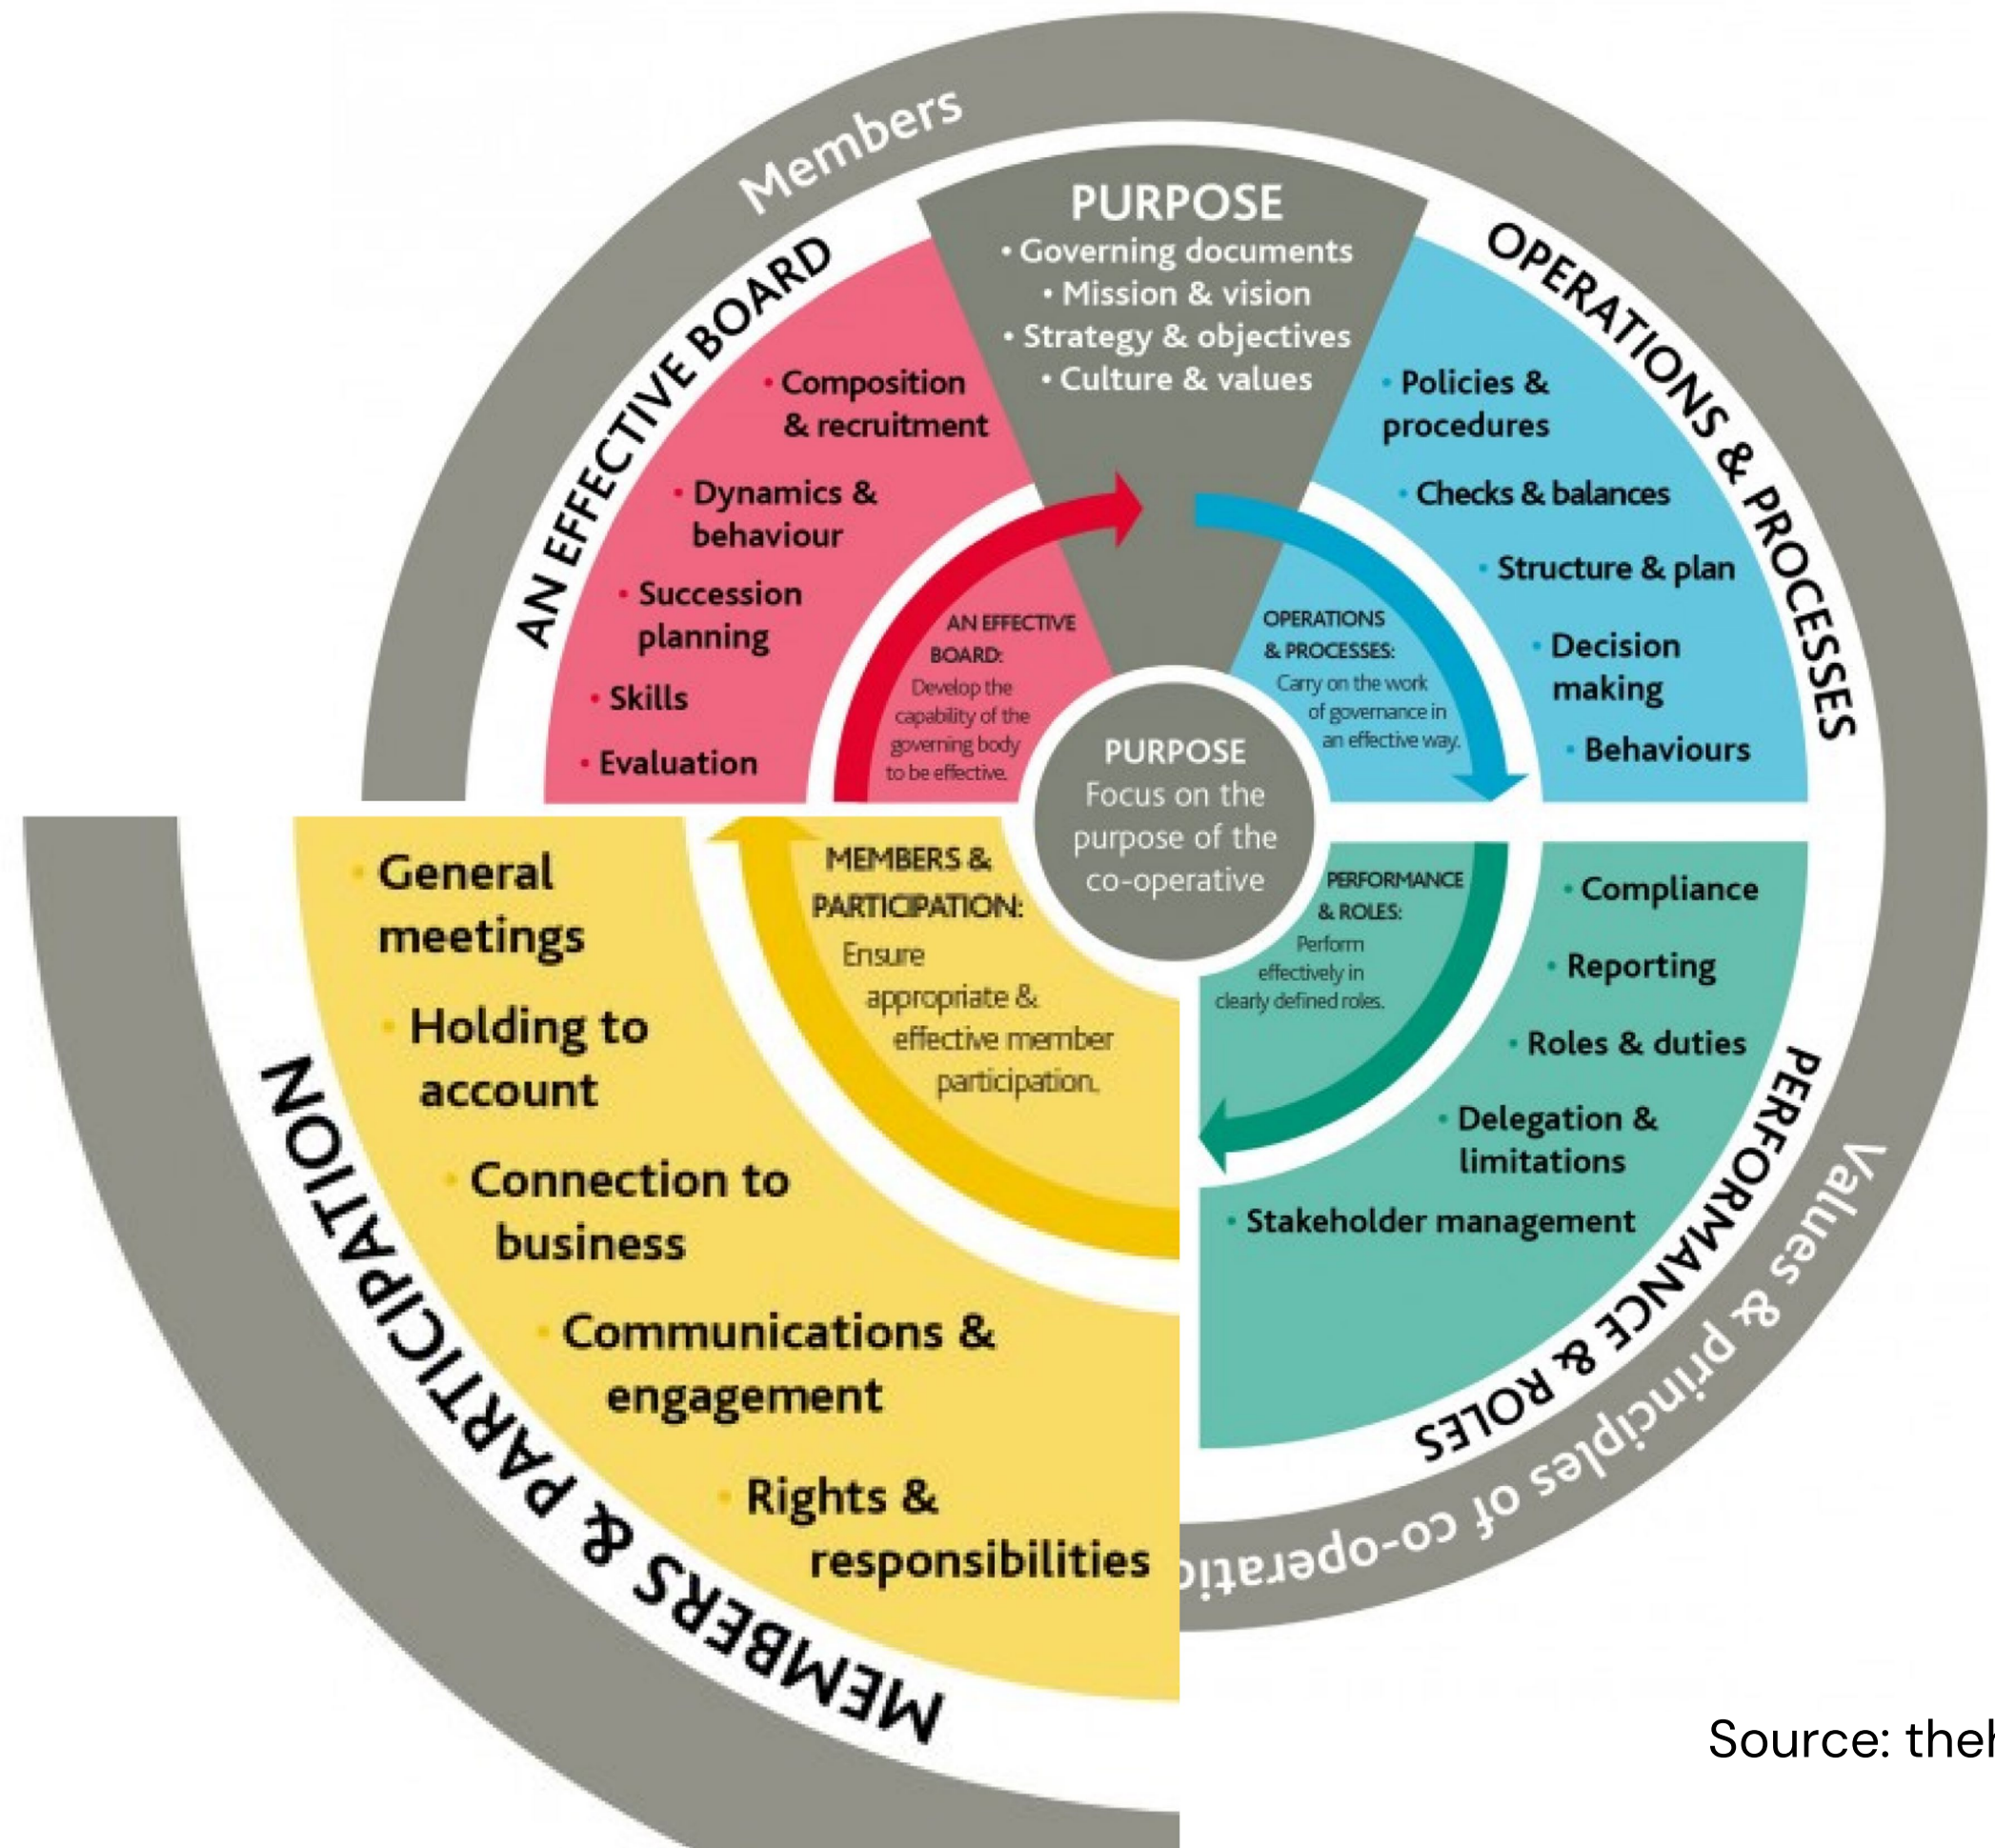 Members
PURPOSE
• Governing documents
• Mission & vision
• Strategy & objectives
• Culture & values
AN EFFECTIVE BOARD
• Composition
& recruitment
• Dynamics &
behaviour
• Succession
planning
• Skills
• Evaluation
AN EFFECTIVE
BOARD:
Develop the
capability of the
governing body
to be effective.
OPERATIONS & PROCESSES
• Policies &
procedures
• Checks & balances
• Structure & plan
• Decision
making
• Behaviours
OPERATIONS
& PROCESSES:
Carry on the work
of governance in
an effective way.
PURPOSE
Focus on the
purpose of the
co-operative
PERFORMANCE
& ROLES:
Perform
effectively in
clearly defined roles.
• Compliance
• Reporting
• Roles & duties
• Delegation &
limitations
• Stakeholder management
PERFORMANCE & ROLES
Values & principles of co-operatio
MEMBERS &
PARTICIPATION:
Ensure
appropriate &
effective member
participation.
• General
meetings
• Holding to
account
• Connection to
business
• Communications &
engagement
• Rights &
responsibilities
MEMBERS & PARTICIPATION
Source: